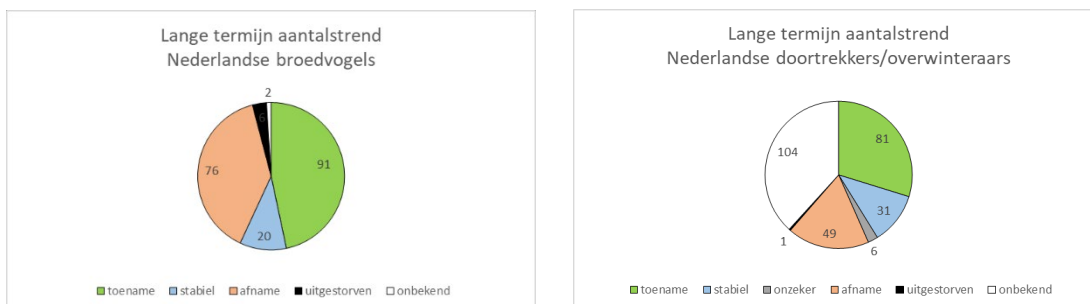 Lange termijn aantalstrend
Nederlandse broedvogels
2
6
91
76
20
toename stabiel afname uitgestorven onbekend
Lange termijn aantalstrend
Nederlandse doortrekkers/overwinteraars
81
104
31
49
1
6
toename stabiel onzeker afname uitgestorven onbekend